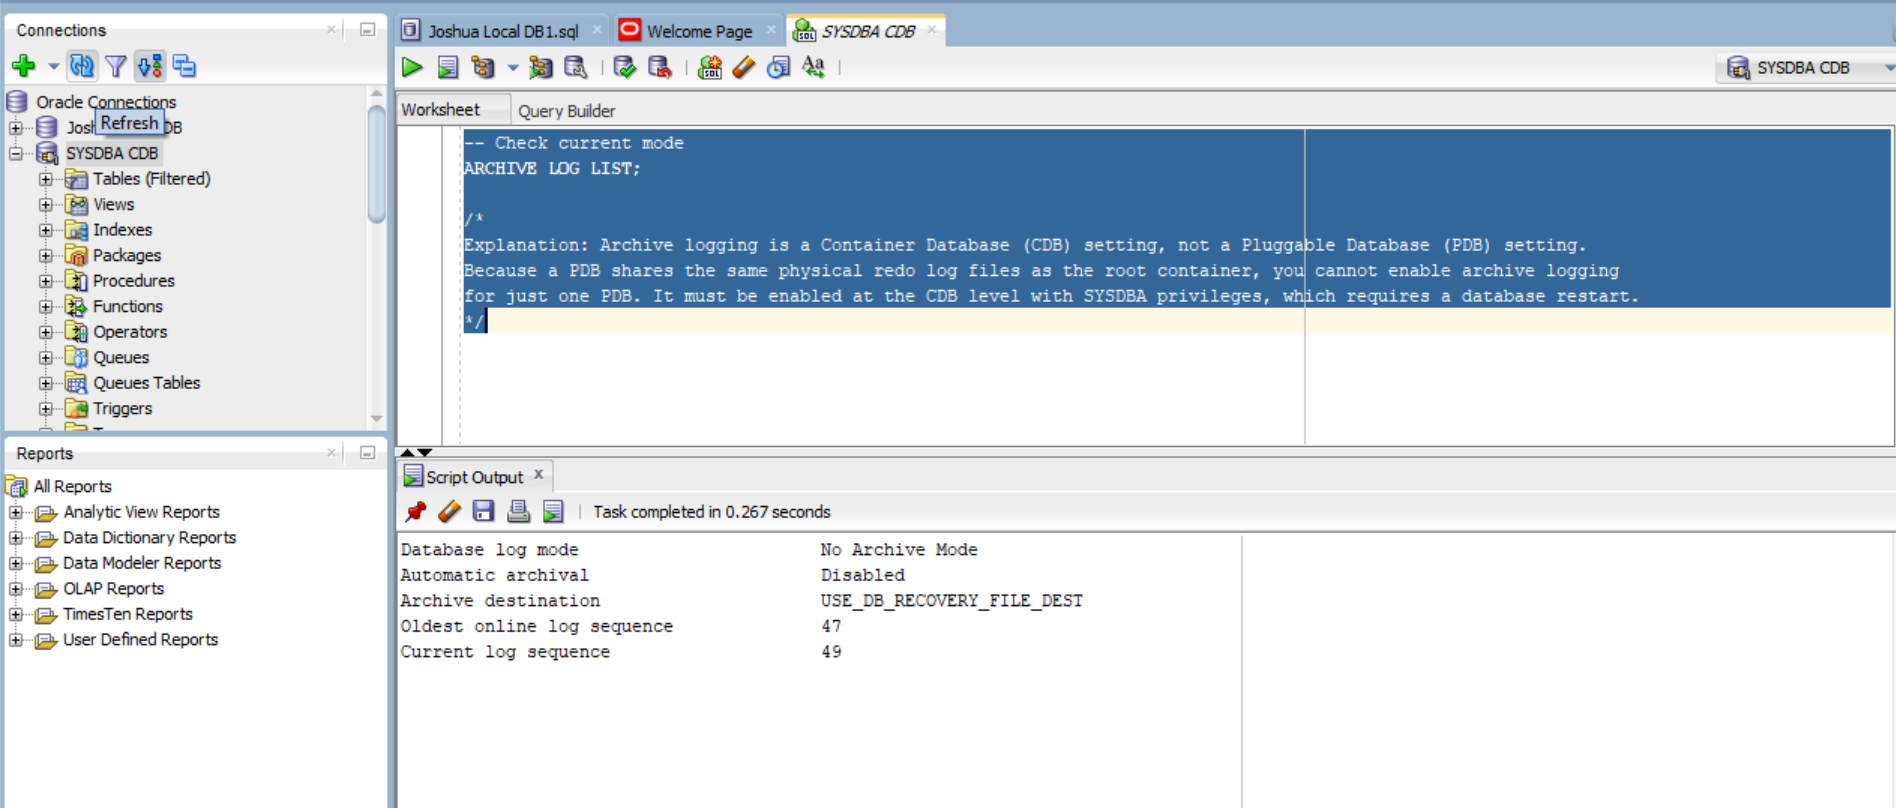 Connections
Oracle Connections
Refresh
SYSDBA CDB
Tables (Filtered)
Views
Indexes
Packages
Procedures
Functions
Operators
Queues
Queues Tables
Triggers
Reports
All Reports
Analytic View Reports
Data Dictionary Reports
Data Modeler Reports
OLAP Reports
TimesTen Reports
User Defined Reports
Joshua Local DB1.sql
Welcome Page
SYSDBA CDB
SYSDBA CDB
Worksheet
Query Builder
-- Check current mode
ARCHIVE LOG LIST;
/*
Explanation: Archive logging is a Container Database (CDB) setting, not a Pluggable Database (PDB) setting.
Because a PDB shares the same physical redo log files as the root container, you cannot enable archive logging
for just one PDB. It must be enabled at the CDB level with SYSDBA privileges, which requires a database restart.
*/
Script Output
Task completed in 0.267 seconds
Database log mode No Archive Mode
Automatic archival Disabled
Archive destination USE_DB_RECOVERY_FILE_DEST
Oldest online log sequence 47
Current log sequence 49